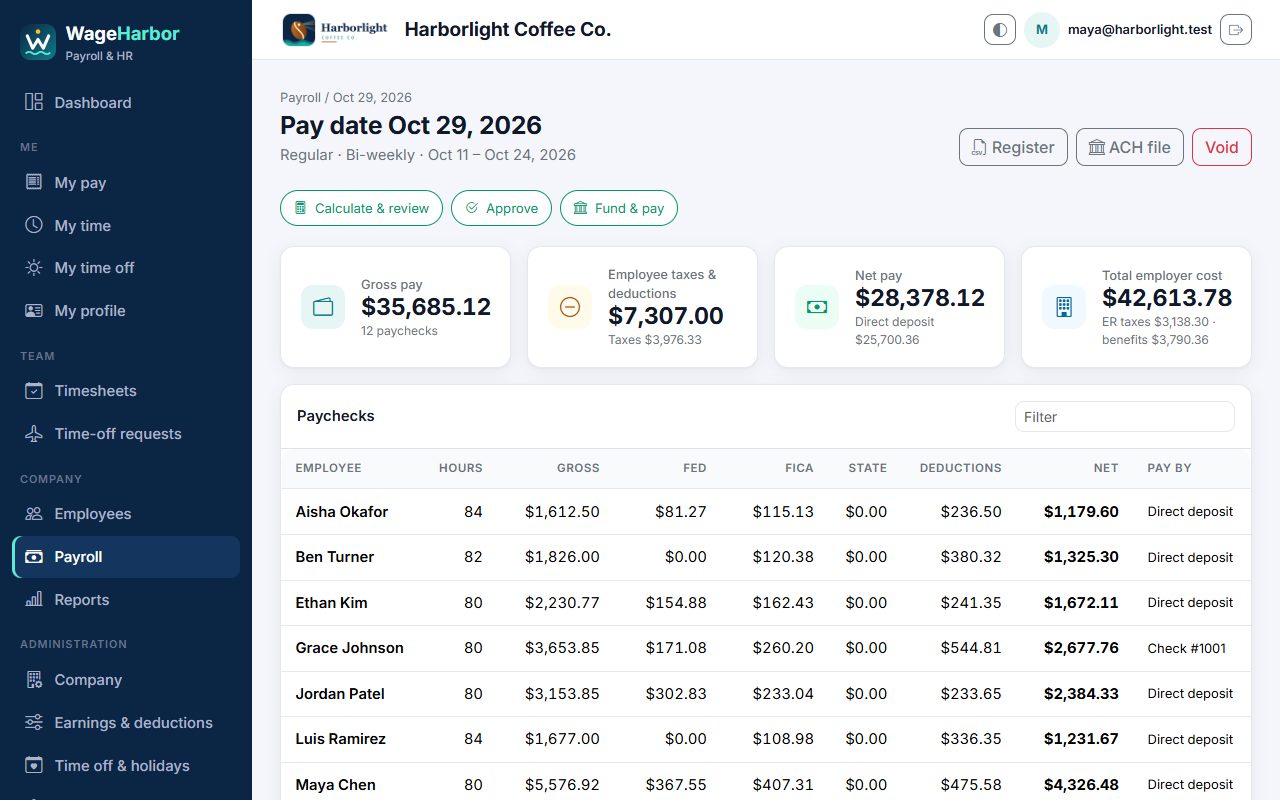 WageHarbor
Payroll & HR
Dashboard
ME
My pay
My time
My time off
My profile
TEAM
Timesheets
Time-off requests
COMPANY
Employees
Payroll
Reports
ADMINISTRATION
Company
Earnings & deductions
Time off & holidays
Harborlight
COFFEE CO.
Harborlight Coffee Co.
M
maya@harborlight.test
Payroll / Oct 29, 2026
Pay date Oct 29, 2026
Regular · Bi-weekly · Oct 11 – Oct 24, 2026
CSV Register
ACH file
Void
Calculate & review
Approve
Fund & pay
Gross pay
$35,685.12
12 paychecks
Employee taxes &
deductions
$7,307.00
Taxes $3,976.33
Net pay
$28,378.12
Direct deposit
$25,700.36
Total employer cost
$42,613.78
ER taxes $3,138.30 ·
benefits $3,790.36
Paychecks
Filter
EMPLOYEE HOURS GROSS FED FICA STATE DEDUCTIONS NET PAY BY
Aisha Okafor 84 $1,612.50 $81.27 $115.13 $0.00 $236.50 $1,179.60 Direct deposit
Ben Turner 82 $1,826.00 $0.00 $120.38 $0.00 $380.32 $1,325.30 Direct deposit
Ethan Kim 80 $2,230.77 $154.88 $162.43 $0.00 $241.35 $1,672.11 Direct deposit
Grace Johnson 80 $3,653.85 $171.08 $260.20 $0.00 $544.81 $2,677.76 Check #1001
Jordan Patel 80 $3,153.85 $302.83 $233.04 $0.00 $233.65 $2,384.33 Direct deposit
Luis Ramirez 84 $1,677.00 $0.00 $108.98 $0.00 $336.35 $1,231.67 Direct deposit
Maya Chen 80 $5,576.92 $367.55 $407.31 $0.00 $475.58 $4,326.48 Direct deposit